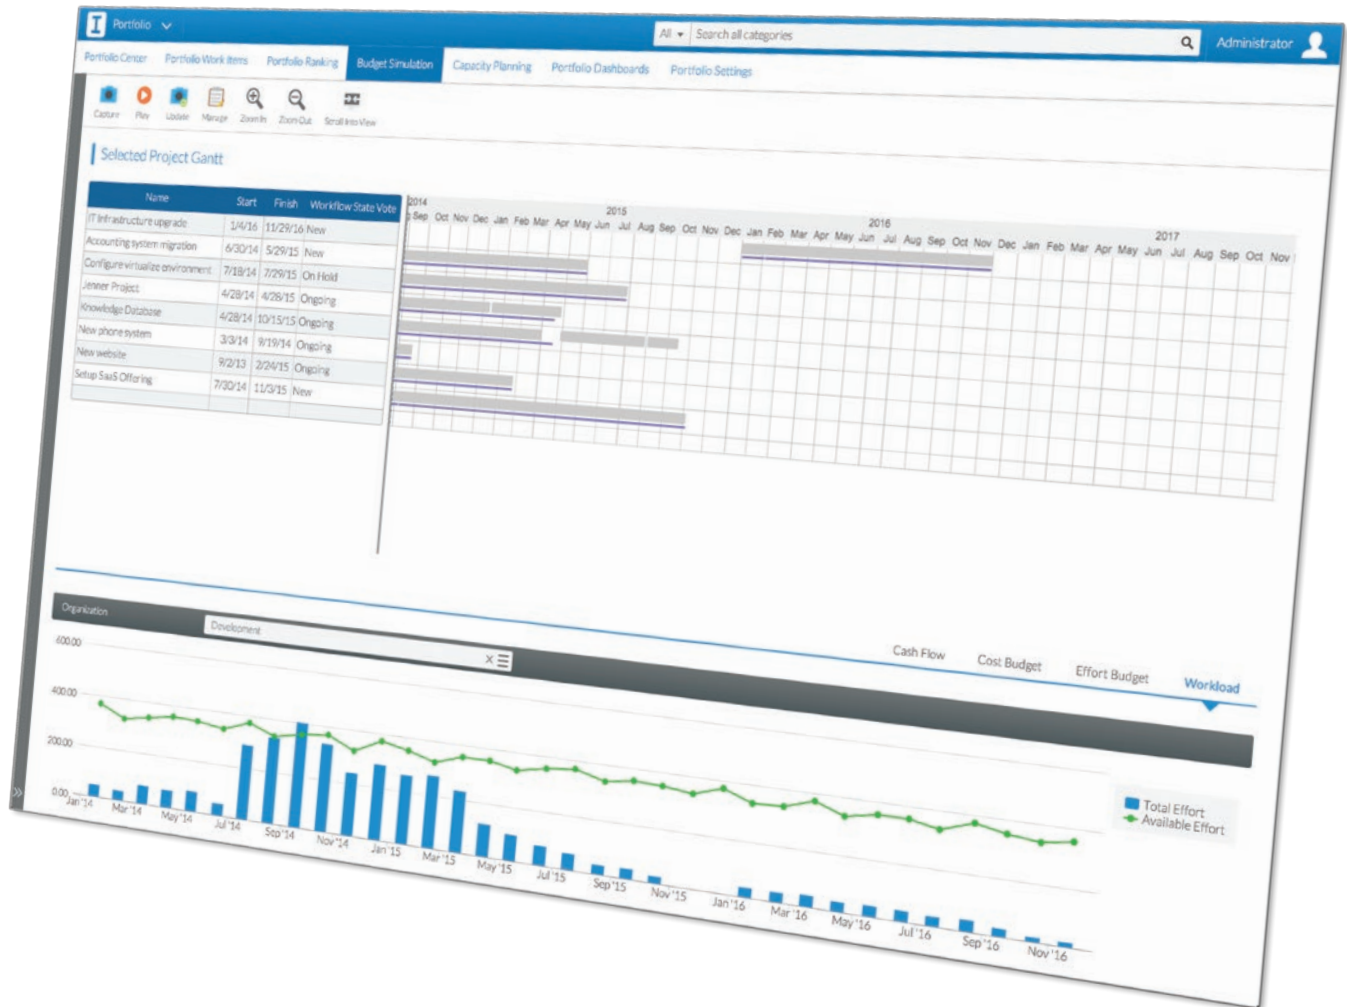 Portfolio
All Search all categories
Administrator
Portfolio Center Portfolio Work Items Portfolio Ranking Budget Simulation Capacity Planning Portfolio Dashboards Portfolio Settings
Capture Play Update Manage Zoom In Zoom Out Scroll Into View
Selected Project Gantt
Name Start Finish Workflow State Vote
IT Infrastructure upgrade 1/4/16 11/29/16 New
Accounting system migration 6/30/14 5/29/15 New
Configure virtualize environment 7/18/14 7/29/15 On Hold
Jenner Project 4/28/14 4/28/15 Ongoing
Knowledge Database 4/28/14 10/15/15 Ongoing
New phone system 3/3/14 9/19/14 Ongoing
New website 9/2/13 2/24/15 Ongoing
Setup SaaS Offering 7/30/14 11/3/15 New
2014 2015 2016 2017
Sep Oct Nov Dec Jan Feb Mar Apr May Jun Jul Aug Sep Oct Nov Dec Jan Feb Mar Apr May Jun Jul Aug Sep Oct Nov Dec Jan Feb Mar Apr May Jun Jul Aug Sep Oct Nov
Cash Flow Cost Budget Effort Budget Workload
Organization Development X
600.00
400.00
200.00
0.00
Jan '14 Mar '14 May '14 Jul '14 Sep '14 Nov '14 Jan '15 Mar '15 May '15 Jul '15 Sep '15 Nov '15 Jan '16 Mar '16 May '16 Jul '16 Sep '16 Nov '16
Total Effort
Available Effort